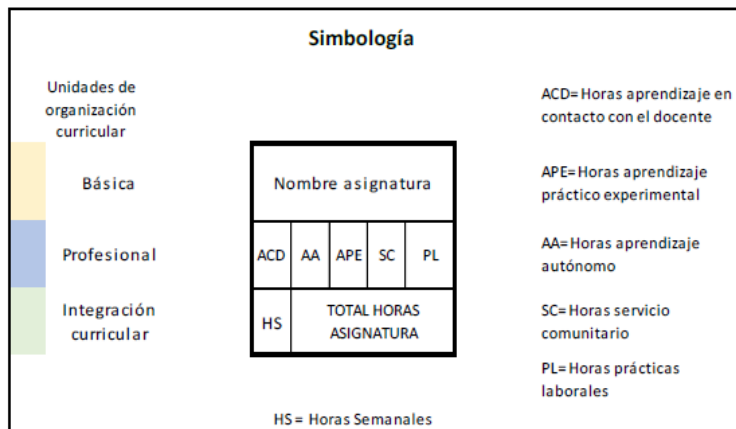 Simbología
Unidades de
organización
curricular
Básica
Profesional
Integración
curricular
Nombre asignatura
ACD AA APE SC PL
HS TOTAL HORAS
ASIGNATURA
HS= Horas Semanales
ACD= Horas aprendizaje en
contacto con el docente
APE= Horas aprendizaje
práctico experimental
AA= Horas aprendizaje
autónomo
SC= Horas servicio
comunitario
PL= Horas prácticas
laborales